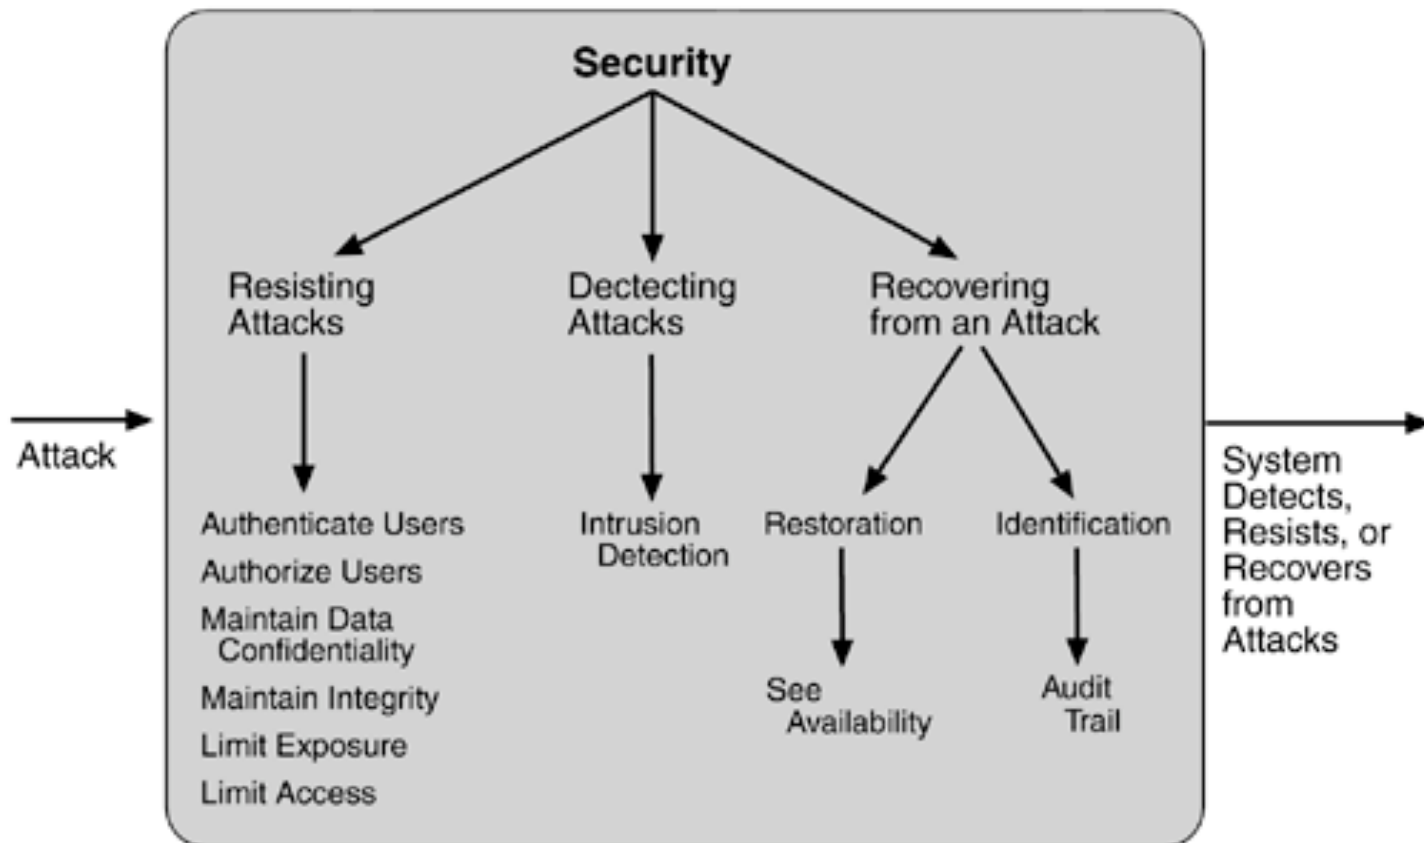 Security
Resisting
Attacks
Dectecting
Attacks
Recovering
from an Attack
Attack
Authenticate Users
Authorize Users
Maintain Data
Confidentiality
Maintain Integrity
Limit Exposure
Limit Access
Intrusion
Detection
Restoration
Identification
See
Availability
Audit
Trail
System
Detects,
Resists, or
Recovers
from
Attacks